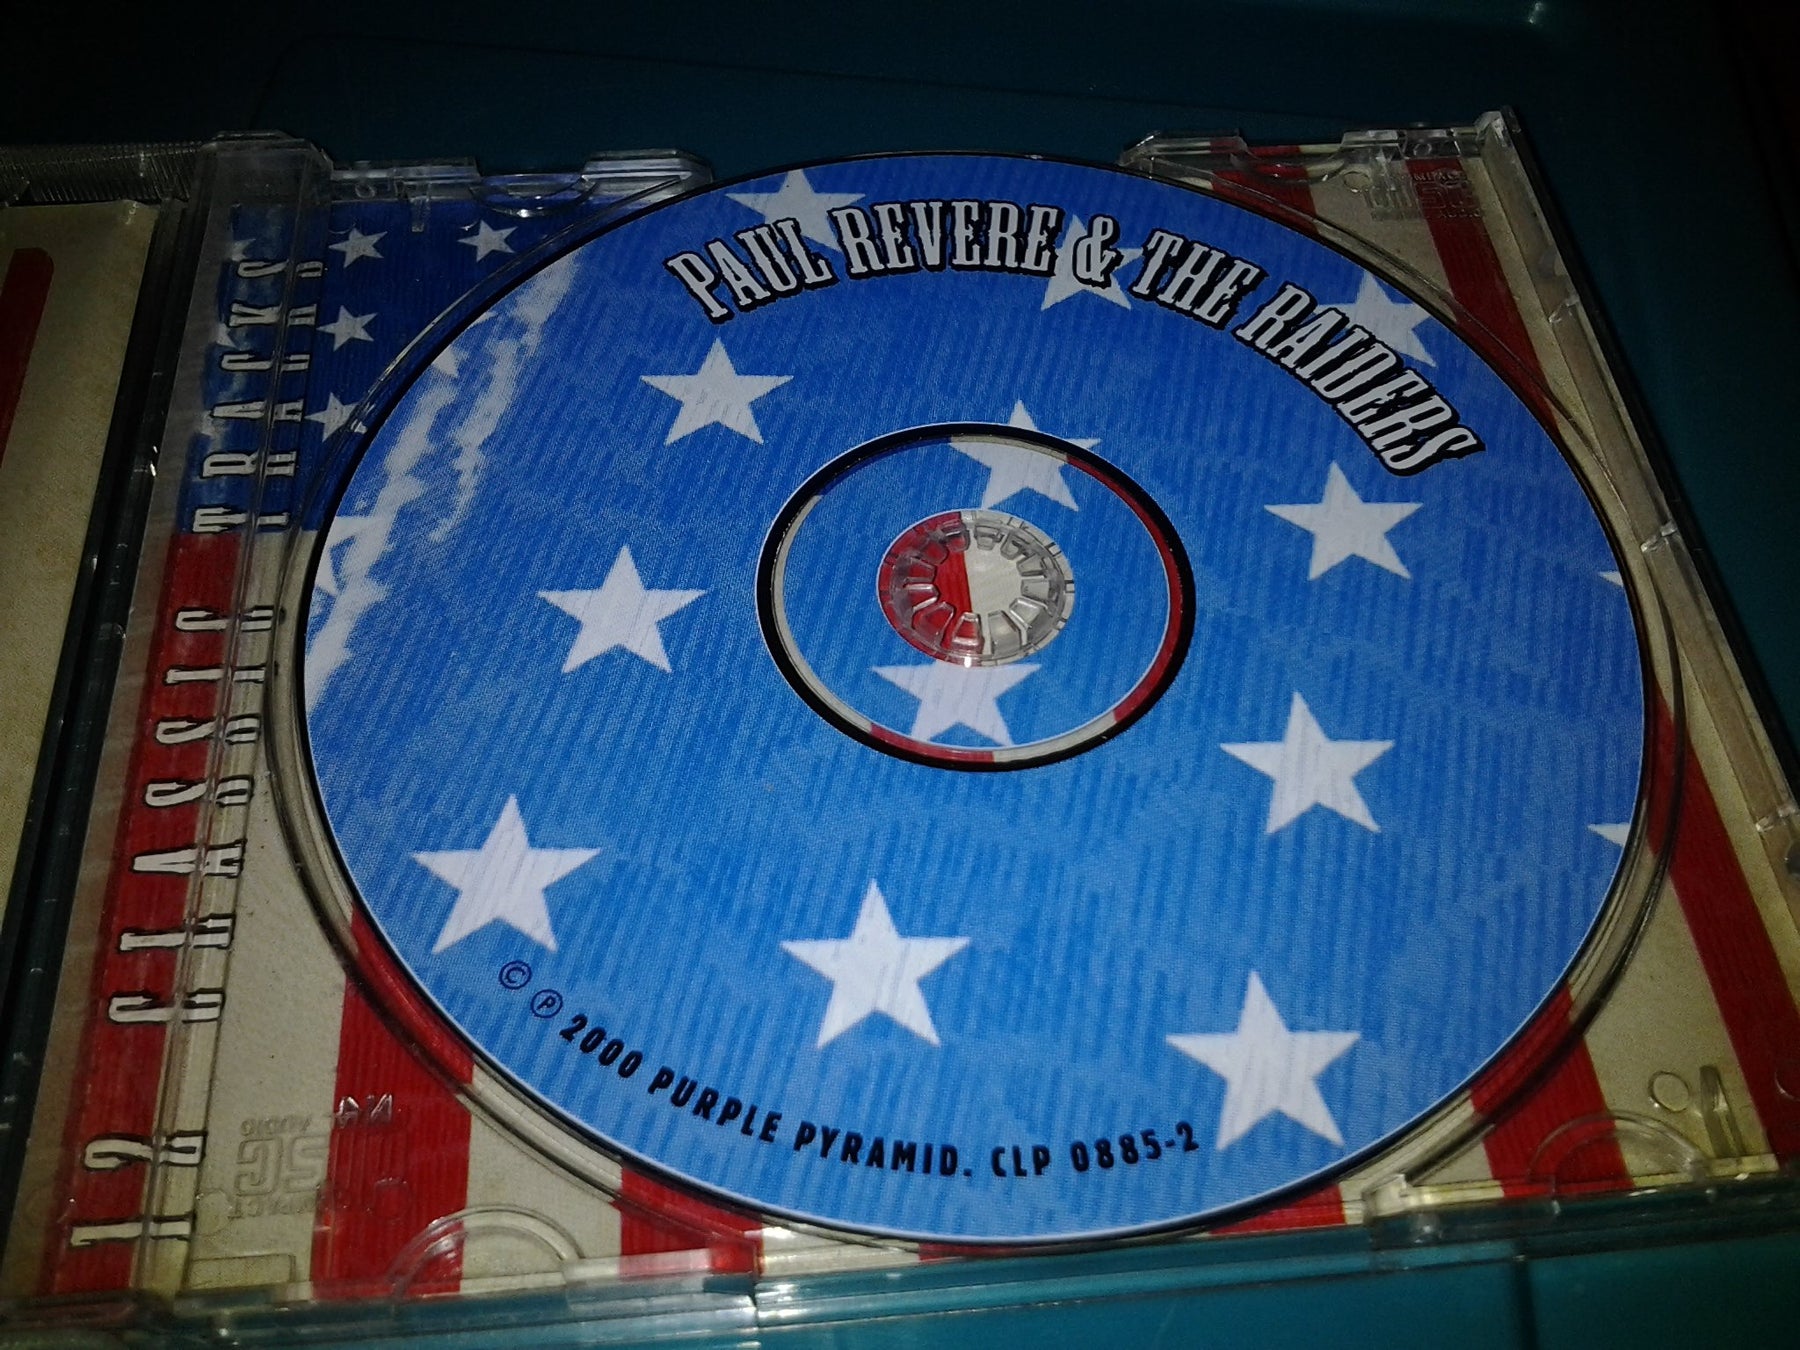 PAUL REVERE & THE RAIDERS
12 CLASSIC TRACKS
© ℗ 2000 PURPLE PYRAMID. CLP 0885-2